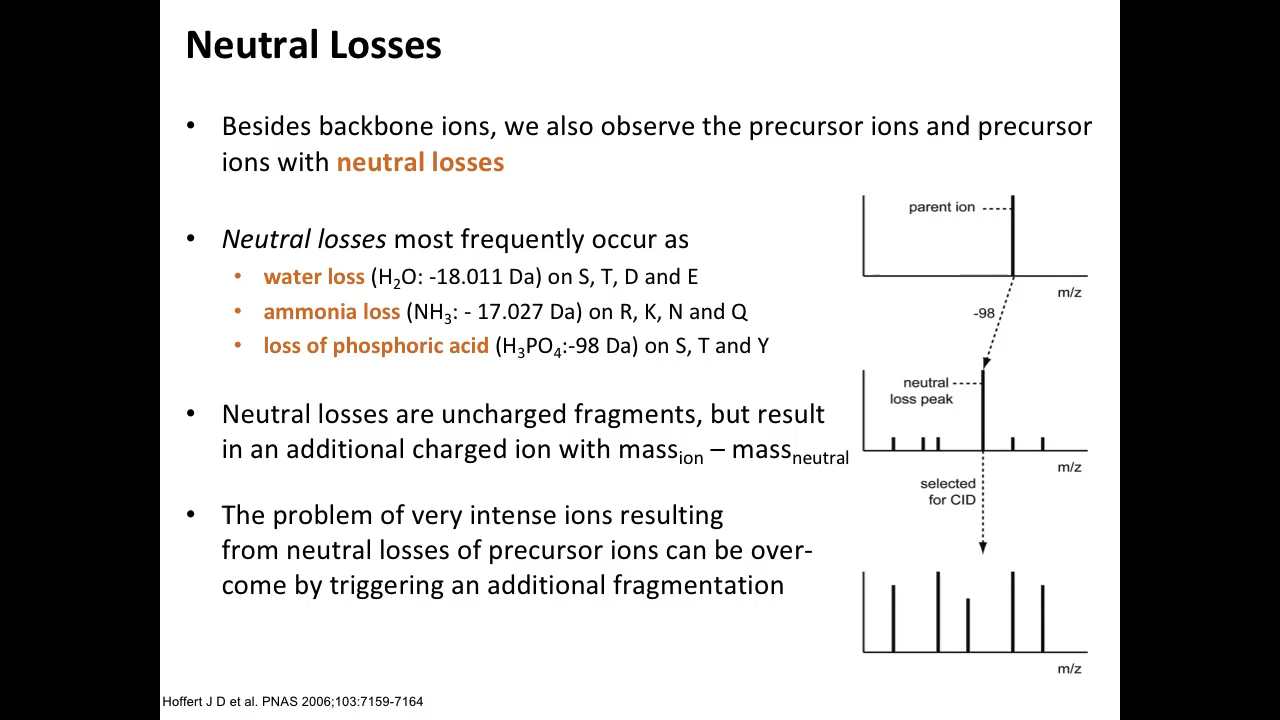 Neutral Losses
• Besides backbone ions, we also observe the precursor ions and precursor
ions with neutral losses
• Neutral losses most frequently occur as
• water loss (H₂O: -18.011 Da) on S, T, D and E
• ammonia loss (NH₃: - 17.027 Da) on R, K, N and Q
• loss of phosphoric acid (H₃PO₄:-98 Da) on S, T and Y
• Neutral losses are uncharged fragments, but result
in an additional charged ion with mass_ion – mass_neutral
• The problem of very intense ions resulting
from neutral losses of precursor ions can be over-
come by triggering an additional fragmentation
parent ion
m/z
-98
neutral
loss peak
m/z
selected
for CID
m/z
Hoffert J D et al. PNAS 2006;103:7159-7164